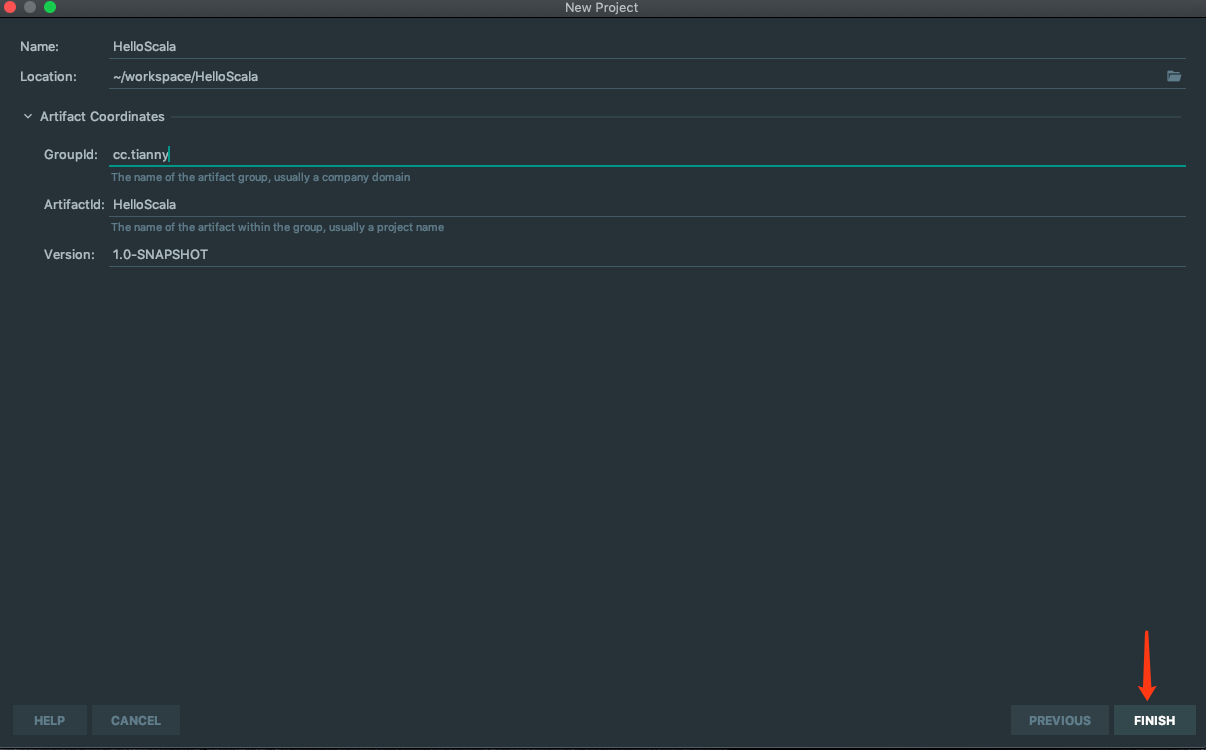 New Project
Name: HelloScala
Location: ~/workspace/HelloScala
Artifact Coordinates
GroupId: cc.tianny
The name of the artifact group, usually a company domain
ArtifactId: HelloScala
The name of the artifact within the group, usually a project name
Version: 1.0-SNAPSHOT
HELP CANCEL PREVIOUS FINISH